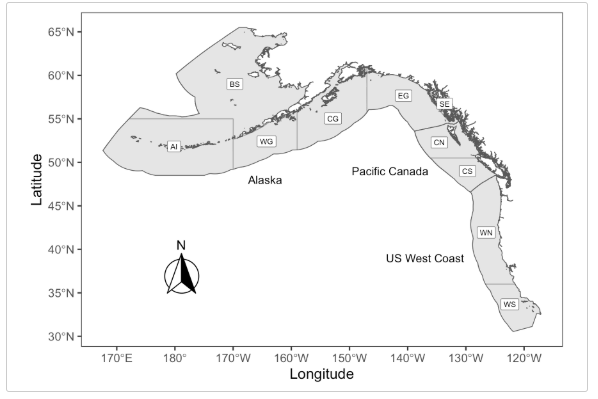 65°N
60°N
55°N
50°N
45°N
40°N
35°N
30°N
Latitude
BS
AI
WG
CG
EG
SE
CN
CS
WN
WS
Alaska
Pacific Canada
US West Coast
N
170°E
180°
170°W
160°W
150°W
140°W
130°W
120°W
Longitude